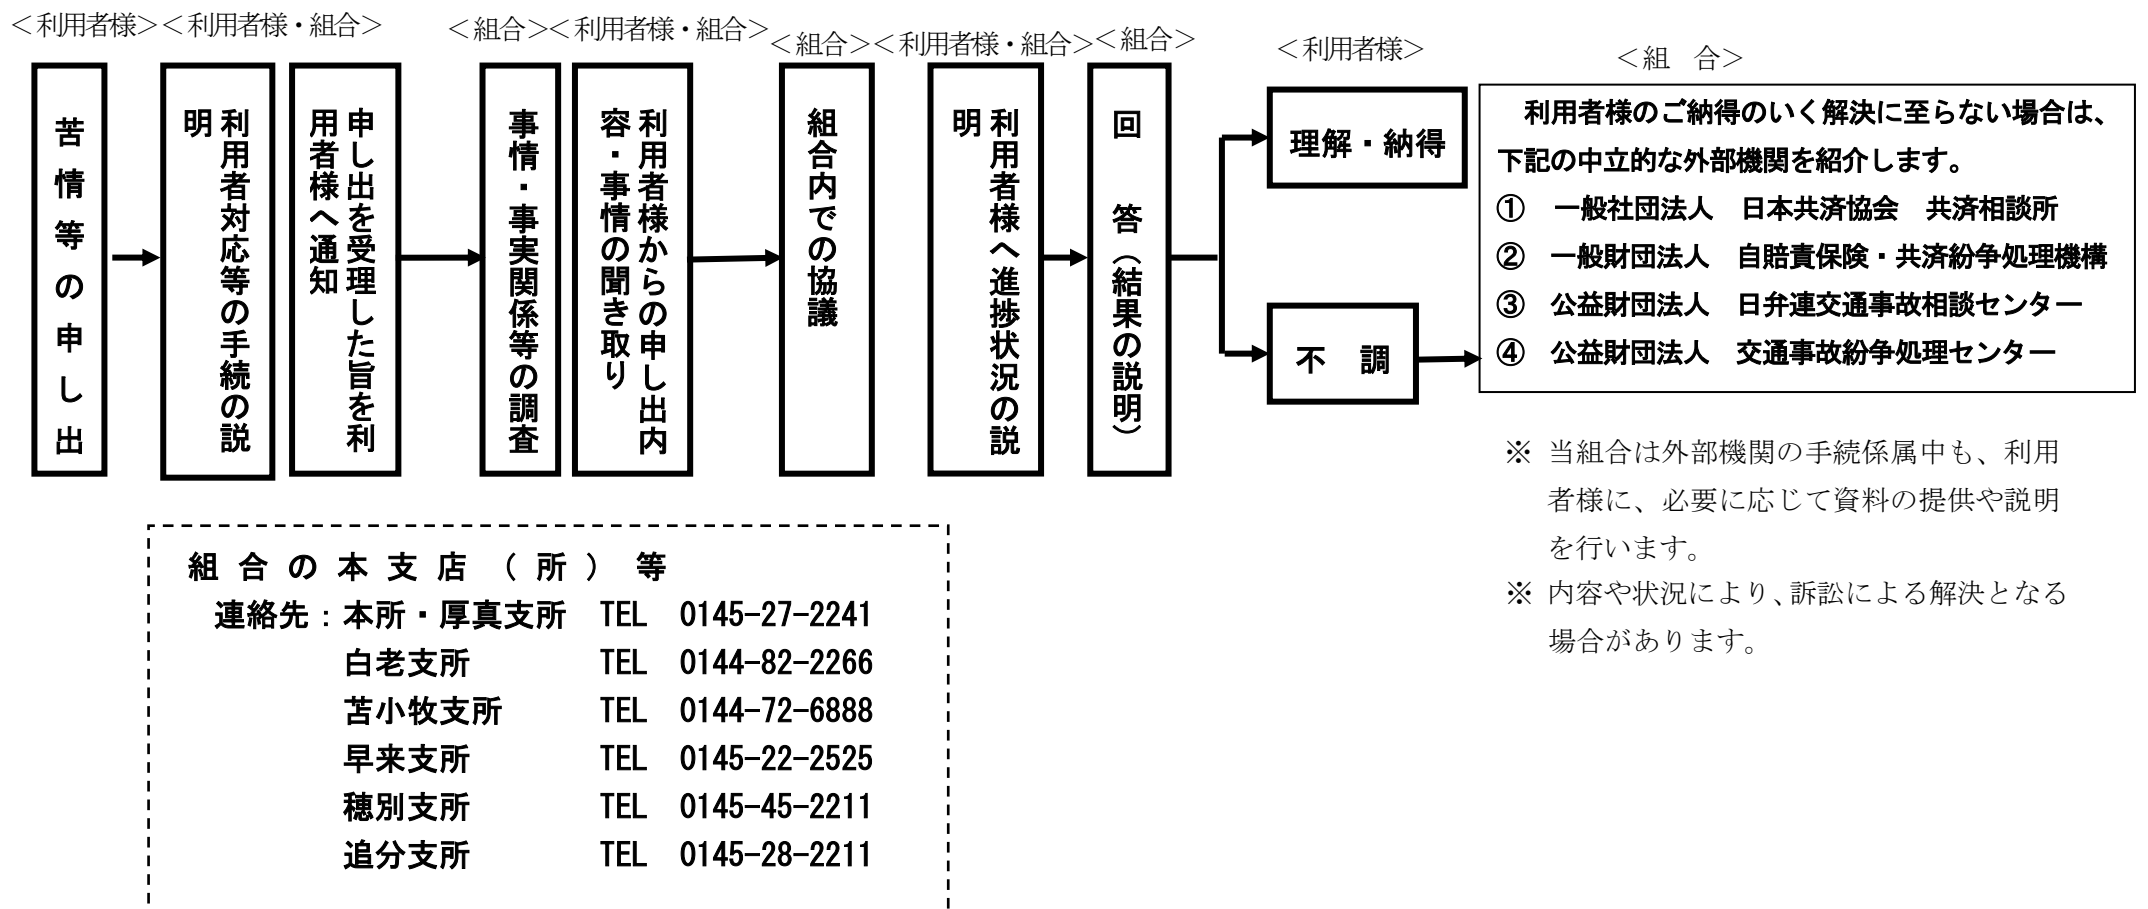 ＜利用者様＞
＜利用者様・組合＞
＜組合＞
＜利用者様・組合＞
＜組合＞
＜利用者様・組合＞
＜組合＞
＜利用者様＞
＜組　合＞
苦情等の申し出
利用者対応等の手続の説
明
申し出を受理した旨を利
用者様へ通知
事情・事実関係等の調査
利用者様からの申し出内
容・事情の聞き取り
組合内での協議
利用者様へ進捗状況の説
明
回　答（結果の説明）
理解・納得
不　調
利用者様のご納得のいく解決に至らない場合は、
下記の中立的な外部機関を紹介します。
①　一般社団法人　日本共済協会　共済相談所
②　一般財団法人　自賠責保険・共済紛争処理機構
③　公益財団法人　日弁連交通事故相談センター
④　公益財団法人　交通事故紛争処理センター
※ 当組合は外部機関の手続係属中も、利用
者様に、必要に応じて資料の提供や説明
を行います。
※ 内容や状況により、訴訟による解決となる
場合があります。
組合の本支店（所）等
連絡先：本所・厚真支所　TEL　0145-27-2241
白老支所　TEL　0144-82-2266
苫小牧支所　TEL　0144-72-6888
早来支所　TEL　0145-22-2525
穂別支所　TEL　0145-45-2211
追分支所　TEL　0145-28-2211